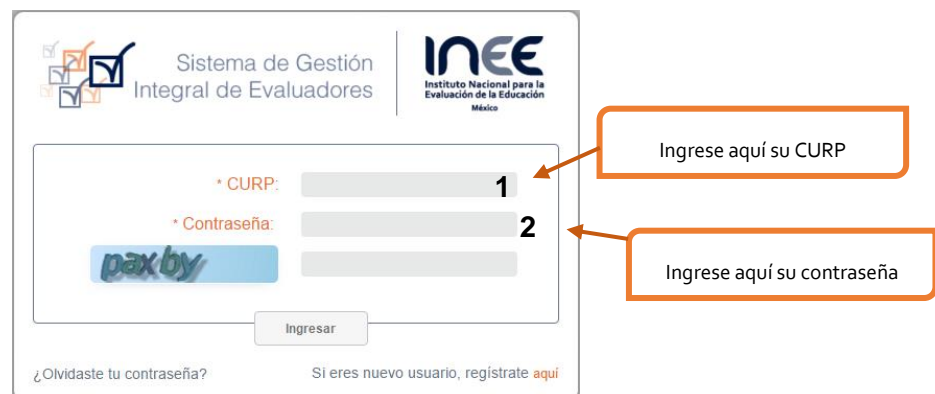 Sistema de Gestión
Integral de Evaluadores
INEE
Instituto Nacional para la
Evaluación de la Educación
México
Ingrese aquí su CURP
* CURP:
1
* Contraseña:
2
paxby
Ingrese aquí su contraseña
Ingresar
¿Olvidaste tu contraseña?
Si eres nuevo usuario, regístrate aquí